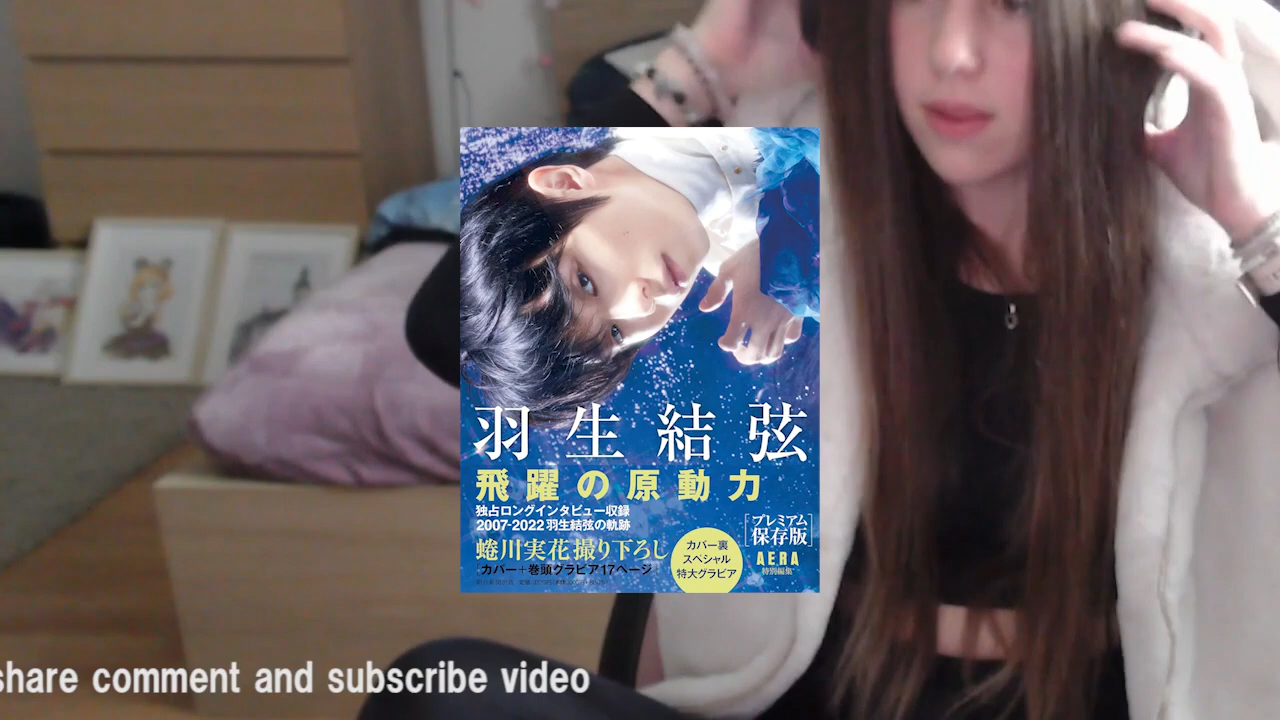 羽生結弦
飛躍の原動力
独占ロングインタビュー収録
2007-2022 羽生結弦の軌跡
[プレミアム
保存版]
蜷川実花撮り下ろし
カバー+巻頭グラビア17ページ
カバー裏
スペシャル
特大グラビア
AERA
特別編集
share comment and subscribe video